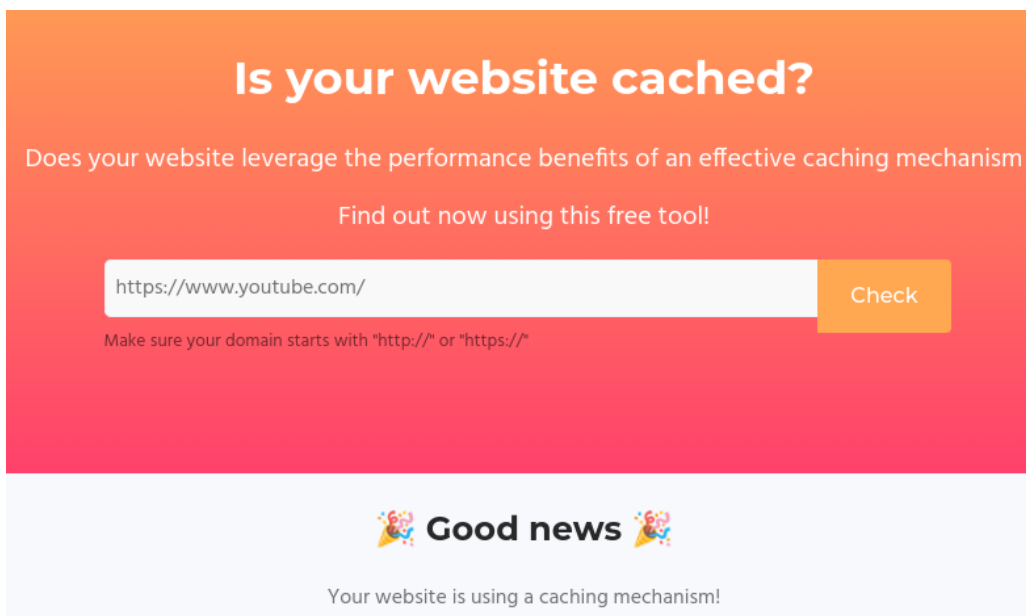 Is your website cached?
Does your website leverage the performance benefits of an effective caching mechanism
Find out now using this free tool!
https://www.youtube.com/
Check
Make sure your domain starts with "http://" or "https://"
🎉 Good news 🎉
Your website is using a caching mechanism!